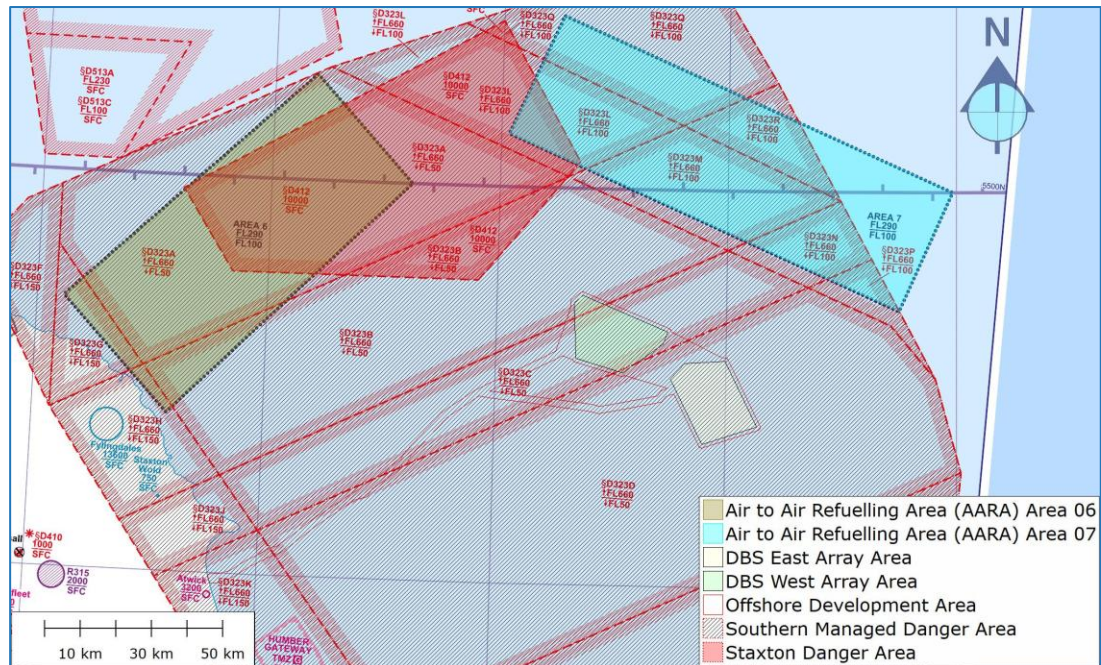 §D323L
↑FL660
↓FL100
SFC
§D323Q
↑FL660
↓FL100
§D323Q
↑FL660
↓FL100
N
§D513A
FL230
SFC
§D513C
FL100
SFC
§D412
10000
SFC
§D323L
↑FL660
↓FL100
§D323L
↑FL660
↓FL100
§D323R
↑FL660
↓FL100
§D323A
↑FL660
↓FL50
§D323M
↑FL660
↓FL100
5500N
§D412
10000
SFC
AREA 6
FL290
FL100
AREA 7
FL290
FL100
§D323A
↑FL660
↓FL50
§D323B
↑FL660
↓FL50
§D412
10000
SFC
§D323N
↑FL660
↓FL100
§D323P
↑FL660
↓FL100
§D323F
↑FL660
↓FL150
§D323G
↑FL660
↓FL150
§D323B
↑FL660
↓FL50
§D323C
↑FL660
↓FL50
§D323H
↑FL660
↓FL150
Fylingdales
13600
SFC
Staxton
Wold
750
SFC
§D323D
↑FL660
↓FL50
§D323J
↑FL660
↓FL150
§D410
1000
SFC
R315
2000
SFC
Atwick
3200
SFC
§D323K
↑FL660
↓FL150
HUMBER
GATEWAY
TMZ G
10 km 30 km 50 km
Air to Air Refuelling Area (AARA) Area 06
Air to Air Refuelling Area (AARA) Area 07
DBS East Array Area
DBS West Array Area
Offshore Development Area
Southern Managed Danger Area
Staxton Danger Area